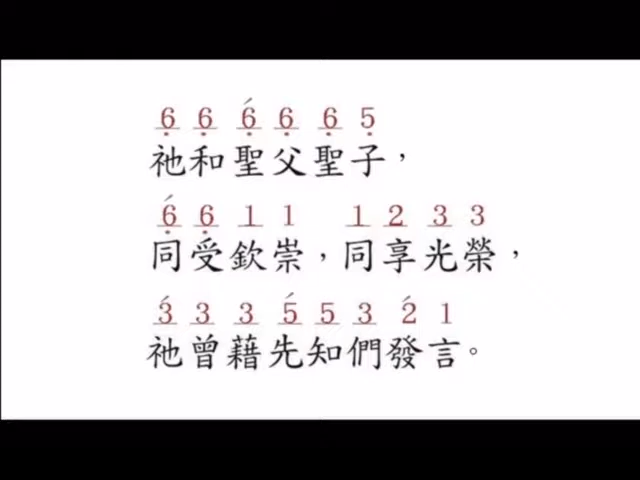 6 6 6 6 6 5
祂和聖父聖子，
6 6 1 1 1 2 3 3
同受欽崇，同享光榮，
3 3 3 5 5 3 2 1
祂曾藉先知們發言。